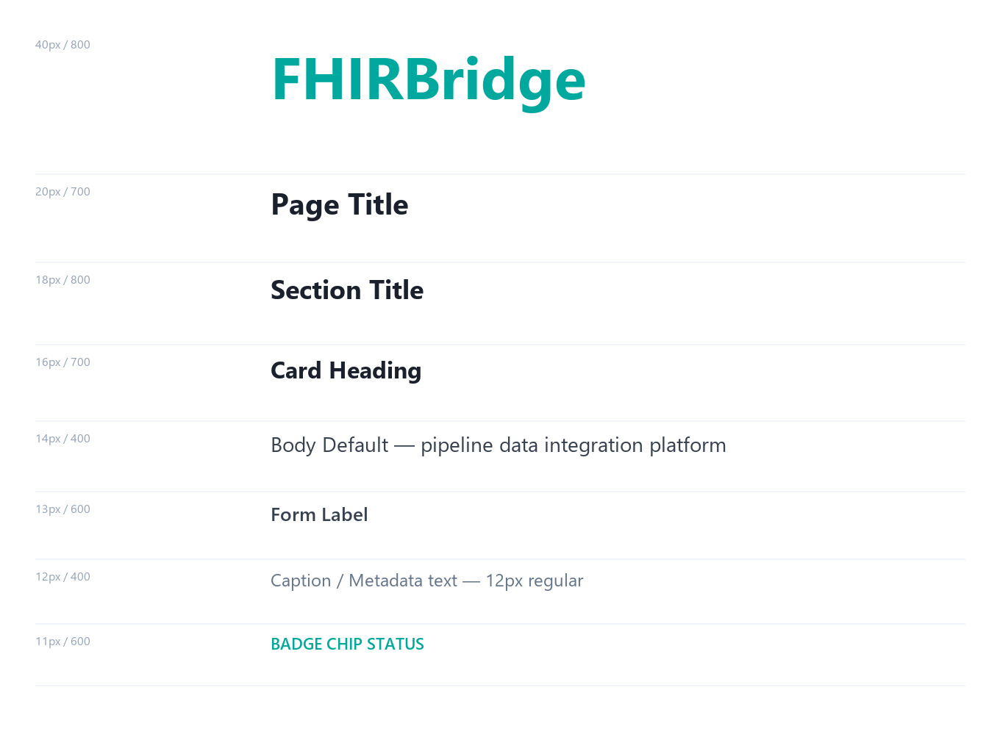 40px / 800
FHIRBridge
20px / 700
Page Title
18px / 800
Section Title
16px / 700
Card Heading
14px / 400
Body Default — pipeline data integration platform
13px / 600
Form Label
12px / 400
Caption / Metadata text — 12px regular
11px / 600
BADGE CHIP STATUS